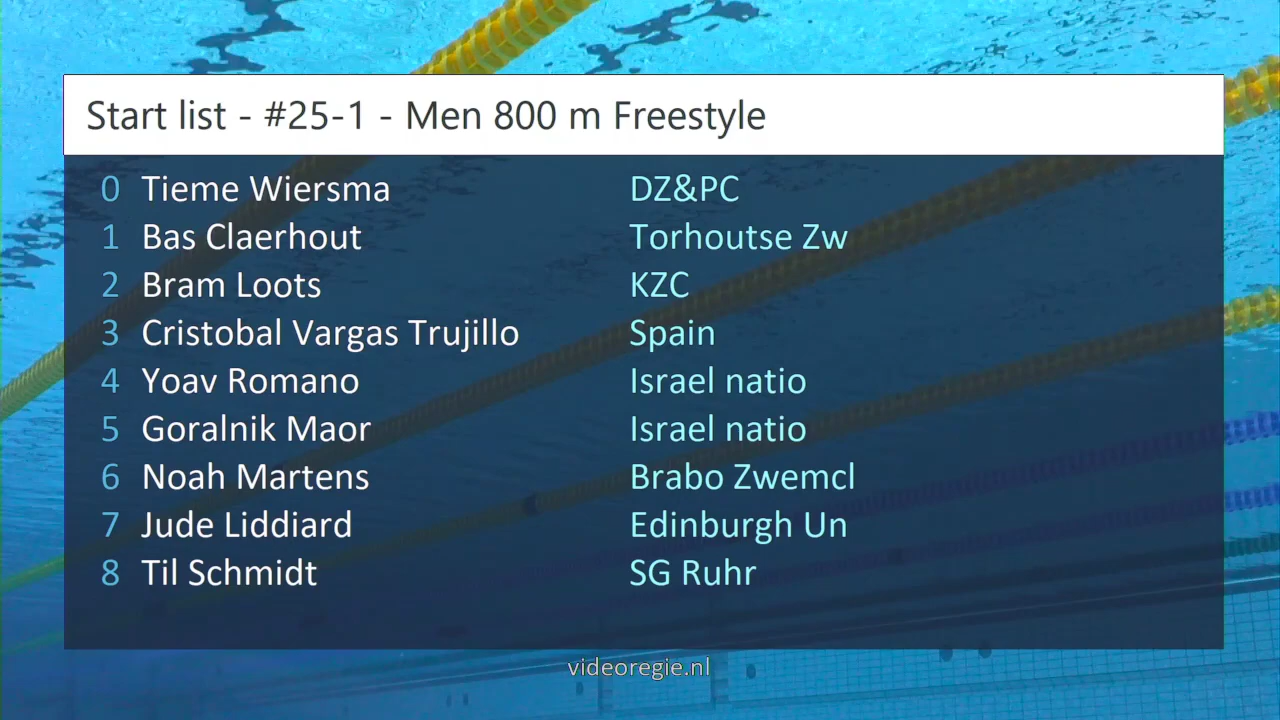 Start list - #25-1 - Men 800 m Freestyle
0 Tieme Wiersma DZ&PC
1 Bas Claerhout Torhoutse Zw
2 Bram Loots KZC
3 Cristobal Vargas Trujillo Spain
4 Yoav Romano Israel natio
5 Goralnik Maor Israel natio
6 Noah Martens Brabo Zwemcl
7 Jude Liddiard Edinburgh Un
8 Til Schmidt SG Ruhr
videoregie.nl